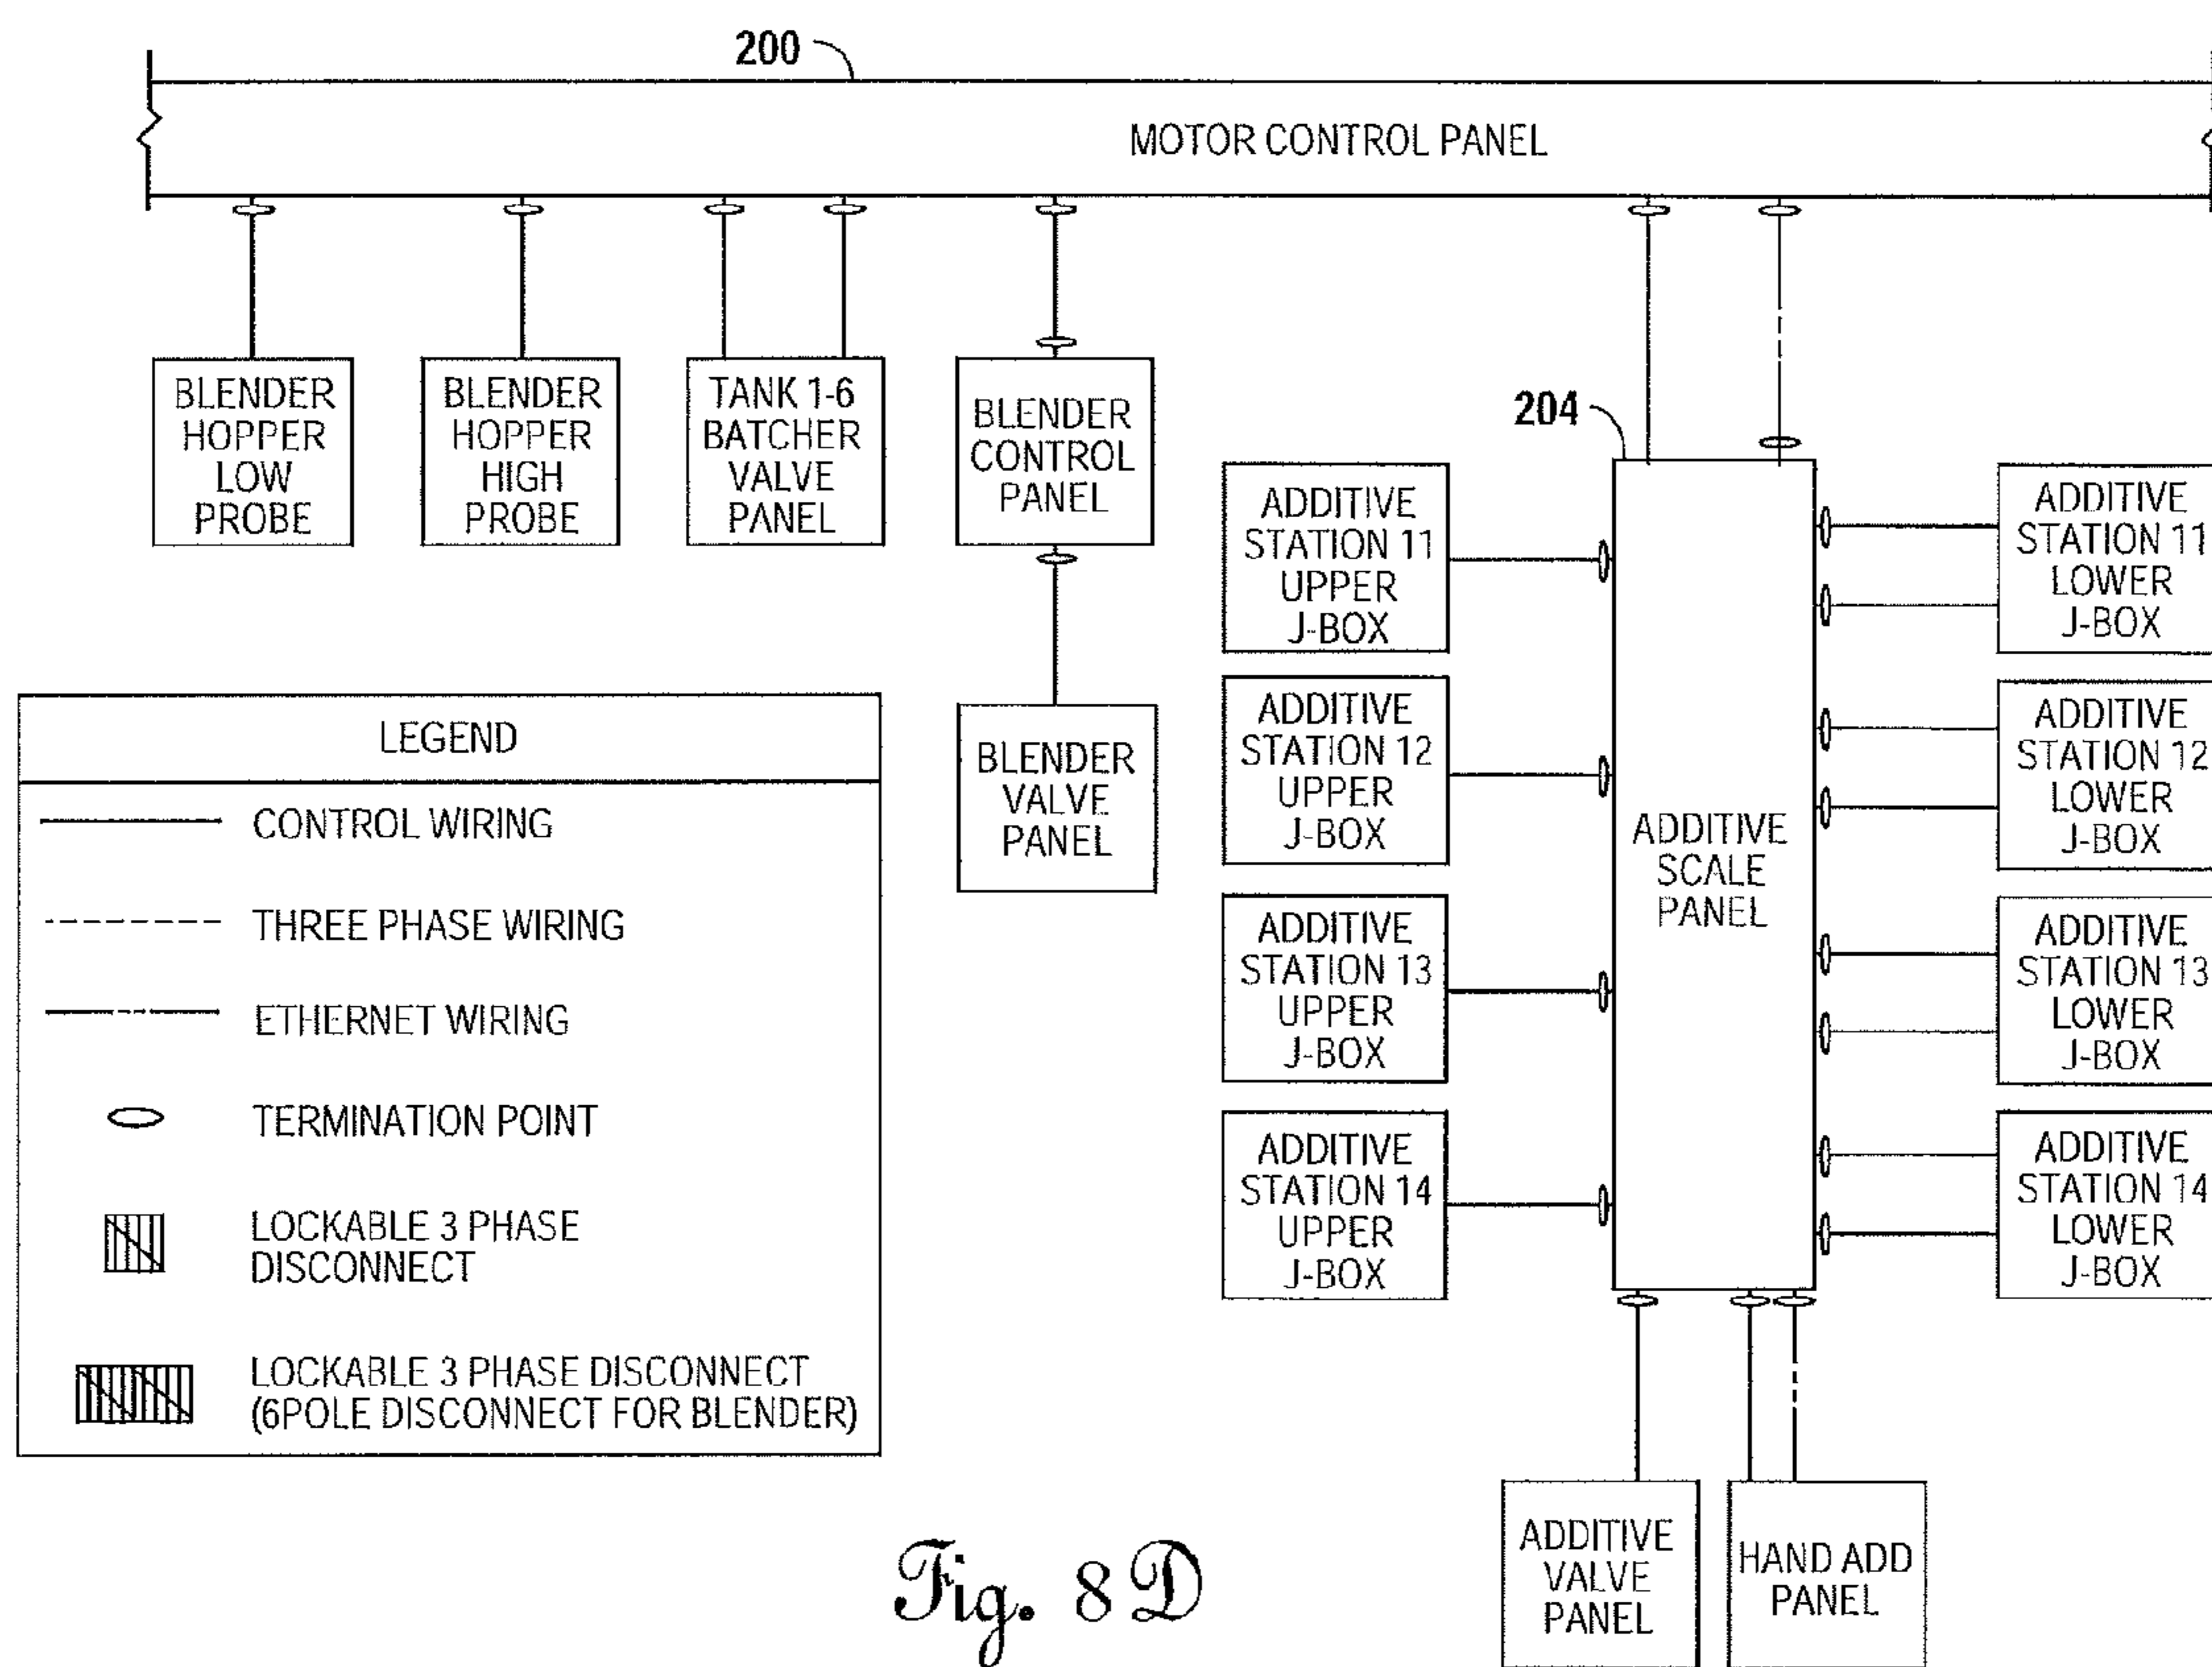 200
MOTOR CONTROL PANEL
BLENDER
HOPPER
LOW
PROBE
BLENDER
HOPPER
HIGH
PROBE
TANK 1-6
BATCHER
VALVE
PANEL
BLENDER
CONTROL
PANEL
BLENDER
VALVE
PANEL
204
ADDITIVE
STATION 11
UPPER
J-BOX
ADDITIVE
STATION 12
UPPER
J-BOX
ADDITIVE
STATION 13
UPPER
J-BOX
ADDITIVE
STATION 14
UPPER
J-BOX
ADDITIVE
SCALE
PANEL
ADDITIVE
STATION 11
LOWER
J-BOX
ADDITIVE
STATION 12
LOWER
J-BOX
ADDITIVE
STATION 13
LOWER
J-BOX
ADDITIVE
STATION 14
LOWER
J-BOX
ADDITIVE
VALVE
PANEL
HAND ADD
PANEL
LEGEND
CONTROL WIRING
THREE PHASE WIRING
ETHERNET WIRING
TERMINATION POINT
LOCKABLE 3 PHASE
DISCONNECT
LOCKABLE 3 PHASE DISCONNECT
(6POLE DISCONNECT FOR BLENDER)
Fig. 8D